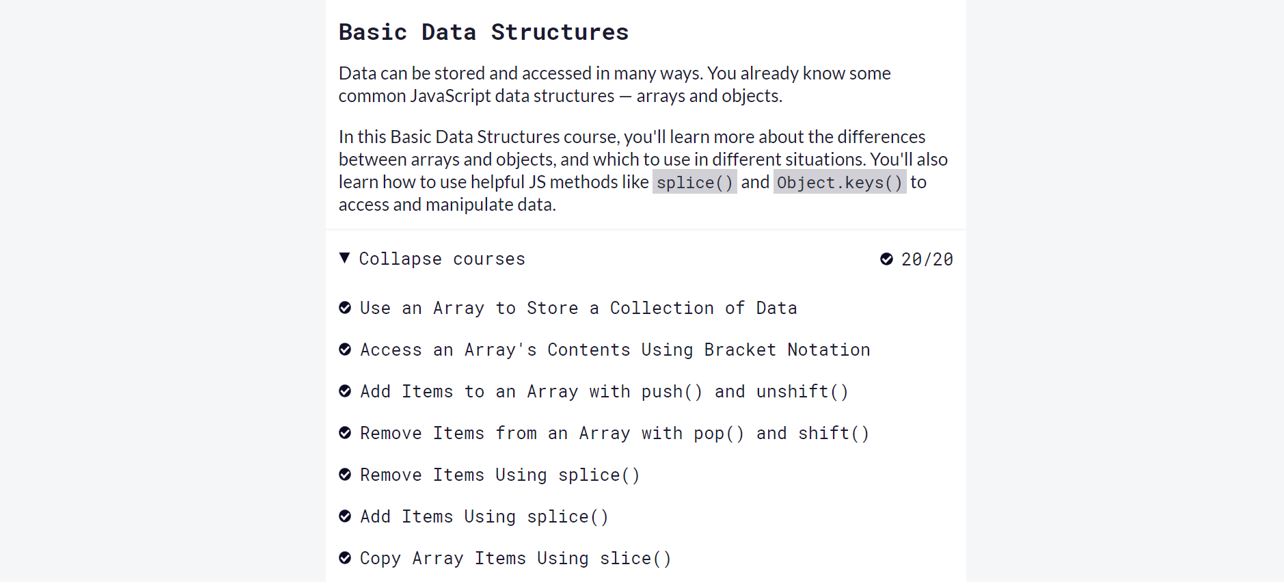 Basic Data Structures
Data can be stored and accessed in many ways. You already know some
common JavaScript data structures — arrays and objects.
In this Basic Data Structures course, you'll learn more about the differences
between arrays and objects, and which to use in different situations. You'll also
learn how to use helpful JS methods like splice() and Object.keys() to
access and manipulate data.
Collapse courses 20/20
Use an Array to Store a Collection of Data
Access an Array's Contents Using Bracket Notation
Add Items to an Array with push() and unshift()
Remove Items from an Array with pop() and shift()
Remove Items Using splice()
Add Items Using splice()
Copy Array Items Using slice()